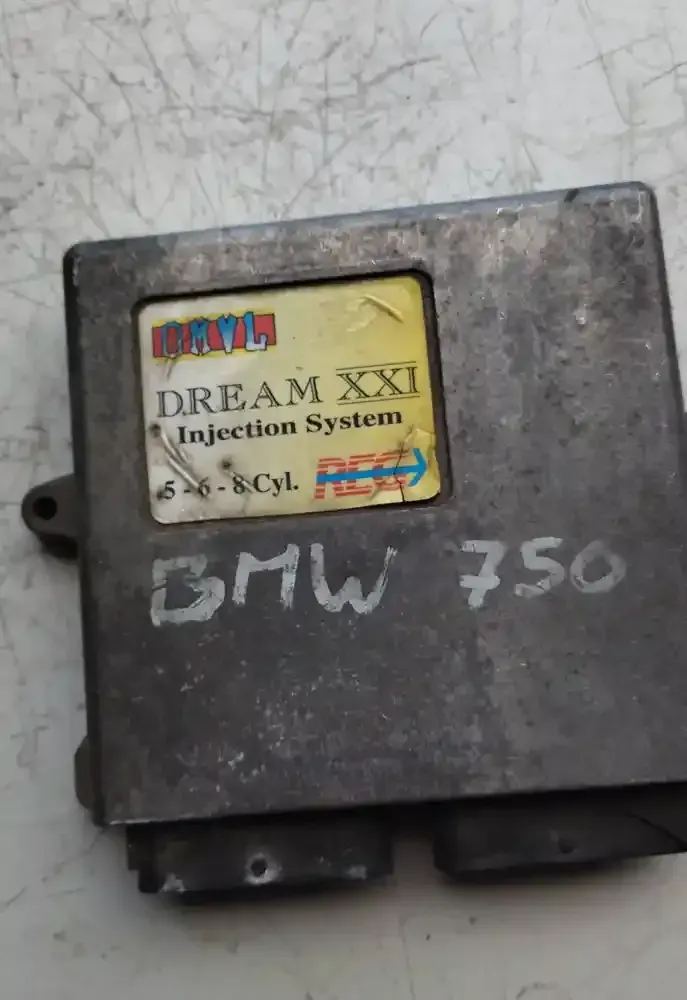 OMVL
DREAM XXI
Injection System
5 - 6 - 8 Cyl. REG
BMW 750